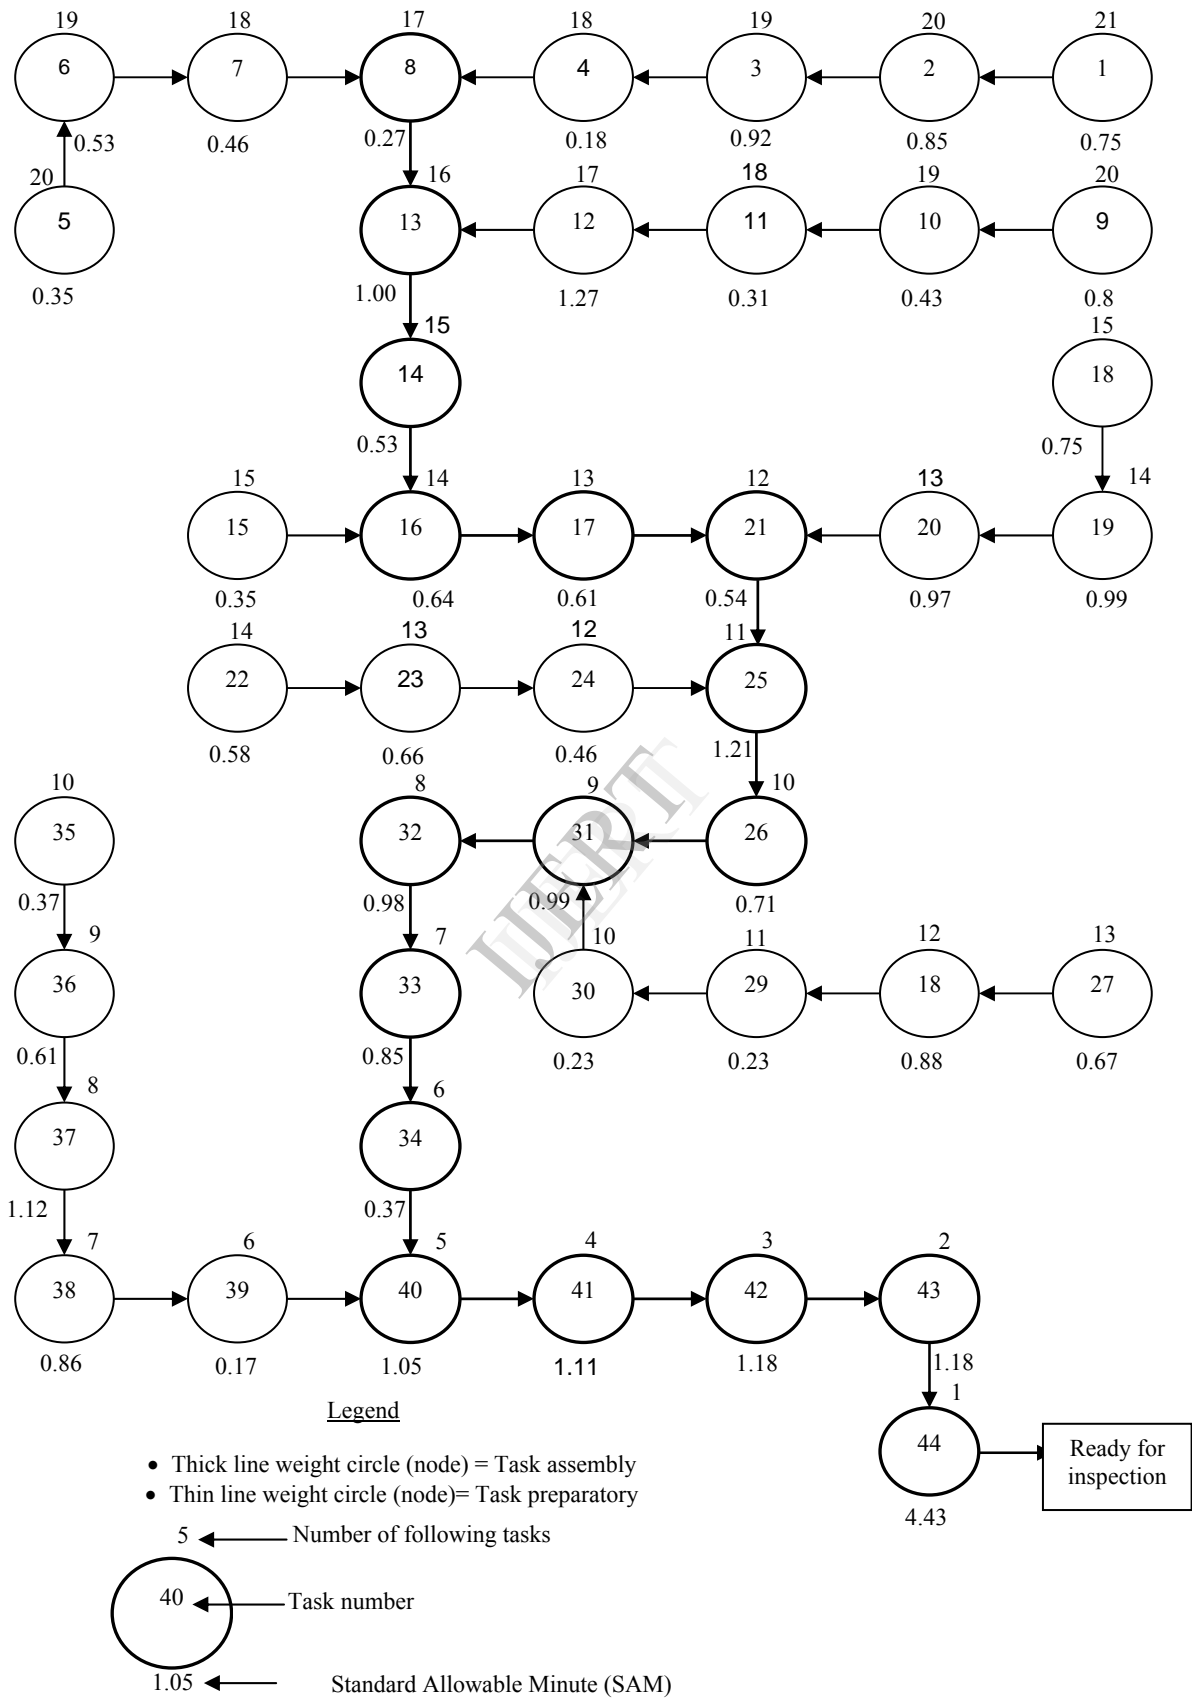 19 18 17 18 19 20 21
6 7 8 4 3 2 1
0.53 0.46 0.27 0.18 0.92 0.85 0.75
20 16 17 18 19 20
5 13 12 11 10 9
0.35 1.00 1.27 0.31 0.43 0.8
15 15
14 18
0.53 0.75
15 14 13 12 13 14
15 16 17 21 20 19
0.35 0.64 0.61 0.54 0.97 0.99
14 13 12 11
22 23 24 25
0.58 0.66 0.46 1.21
10 8 9 10
35 32 31 26
0.37 0.98 0.99 0.71
9 7 10 11 12 13
36 33 30 29 18 27
0.61 0.85 0.23 0.23 0.88 0.67
8 6
37 34
1.12 0.37
7 6 5 4 3 2
38 39 40 41 42 43
0.86 0.17 1.05 1.11 1.18 1.18
1
44 Ready for
inspection
4.43
IJERT
Legend
• Thick line weight circle (node) = Task assembly
• Thin line weight circle (node)= Task preparatory
5 Number of following tasks
40 Task number
1.05 Standard Allowable Minute (SAM)